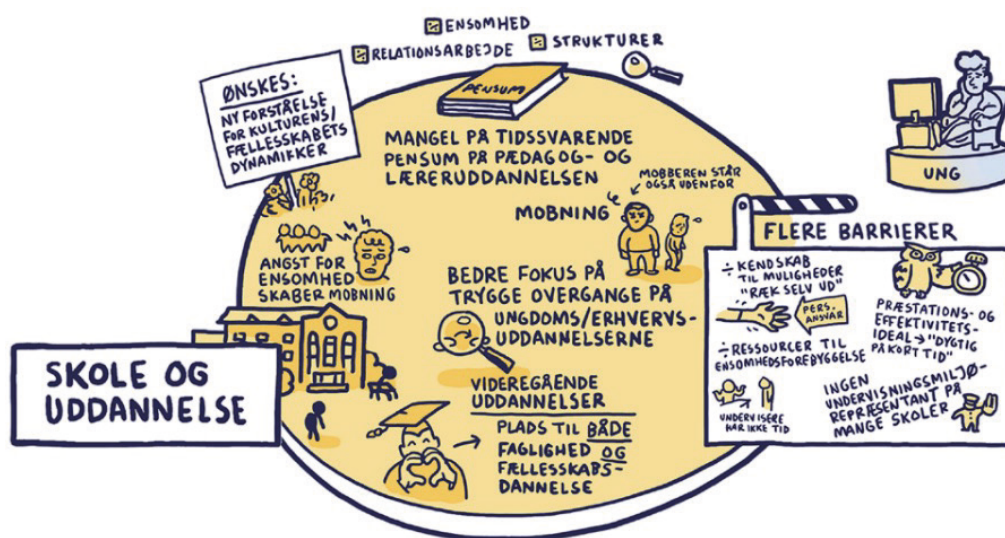 ENSOMHED
RELATIONSARBEJDE
STRUKTURER
ØNSKES:
NY FORSTÅELSE
FOR KULTURENS/
FÆLLESSKABETS
DYNAMIKKER
PENSUM
MANGEL PÅ TIDSSVARENDE
PENSUM PÅ PÆDAGOG- OG
LÆRERUDDANNELSEN
MOBBEREN STÅR
OGSÅ UDENFOR
MOBNING
ANGST FOR
ENSOMHED
SKABER MOBNING
BEDRE FOKUS PÅ
TRYGGE OVERGANGE PÅ
UNGDOMS/ERHVERVS-
UDDANNELSERNE
SKOLE OG
UDDANNELSE
VIDEREGÅENDE
UDDANNELSER
PLADS TIL BÅDE
FAGLIGHED OG
FÆLLESSKABS-
DANNELSE
UNG
FLERE BARRIERER
÷ KENDSKAB
TIL MULIGHEDER
"RÆK SELV UD"
PERS.
ANSVAR
÷ RESSOURCER TIL
ENSOMHEDSFOREBYGGELSE
UNDERVISERE
HAR IKKE TID
PRÆSTATIONS- OG
EFFEKTIVITETS-
IDEAL → "DYGTIG
PÅ KORT TID"
INGEN
UNDERVISNINGSMILJØ-
REPRÆSENTANT PÅ
MANGE SKOLER